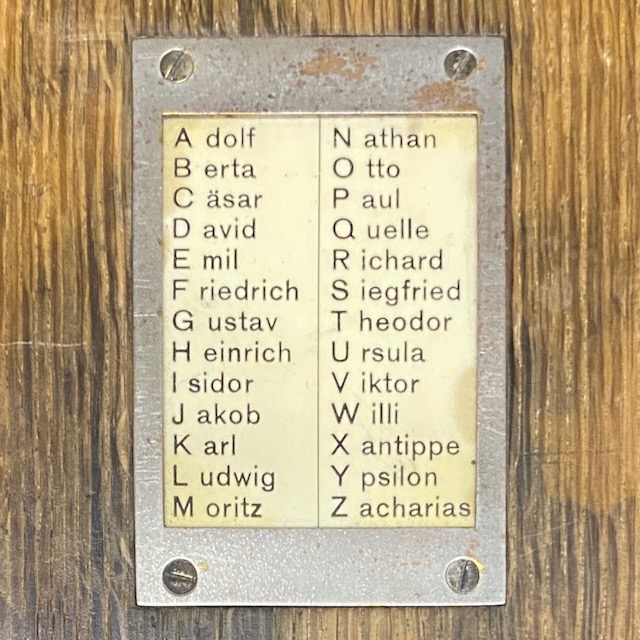 A dolf
B erta
C äsar
D avid
E mil
F riedrich
G ustav
H einrich
I sidor
J akob
K arl
L udwig
M oritz
N athan
O tto
P aul
Q uelle
R ichard
S iegfried
T heodor
U rsula
V iktor
W illi
X antippe
Y psilon
Z acharias